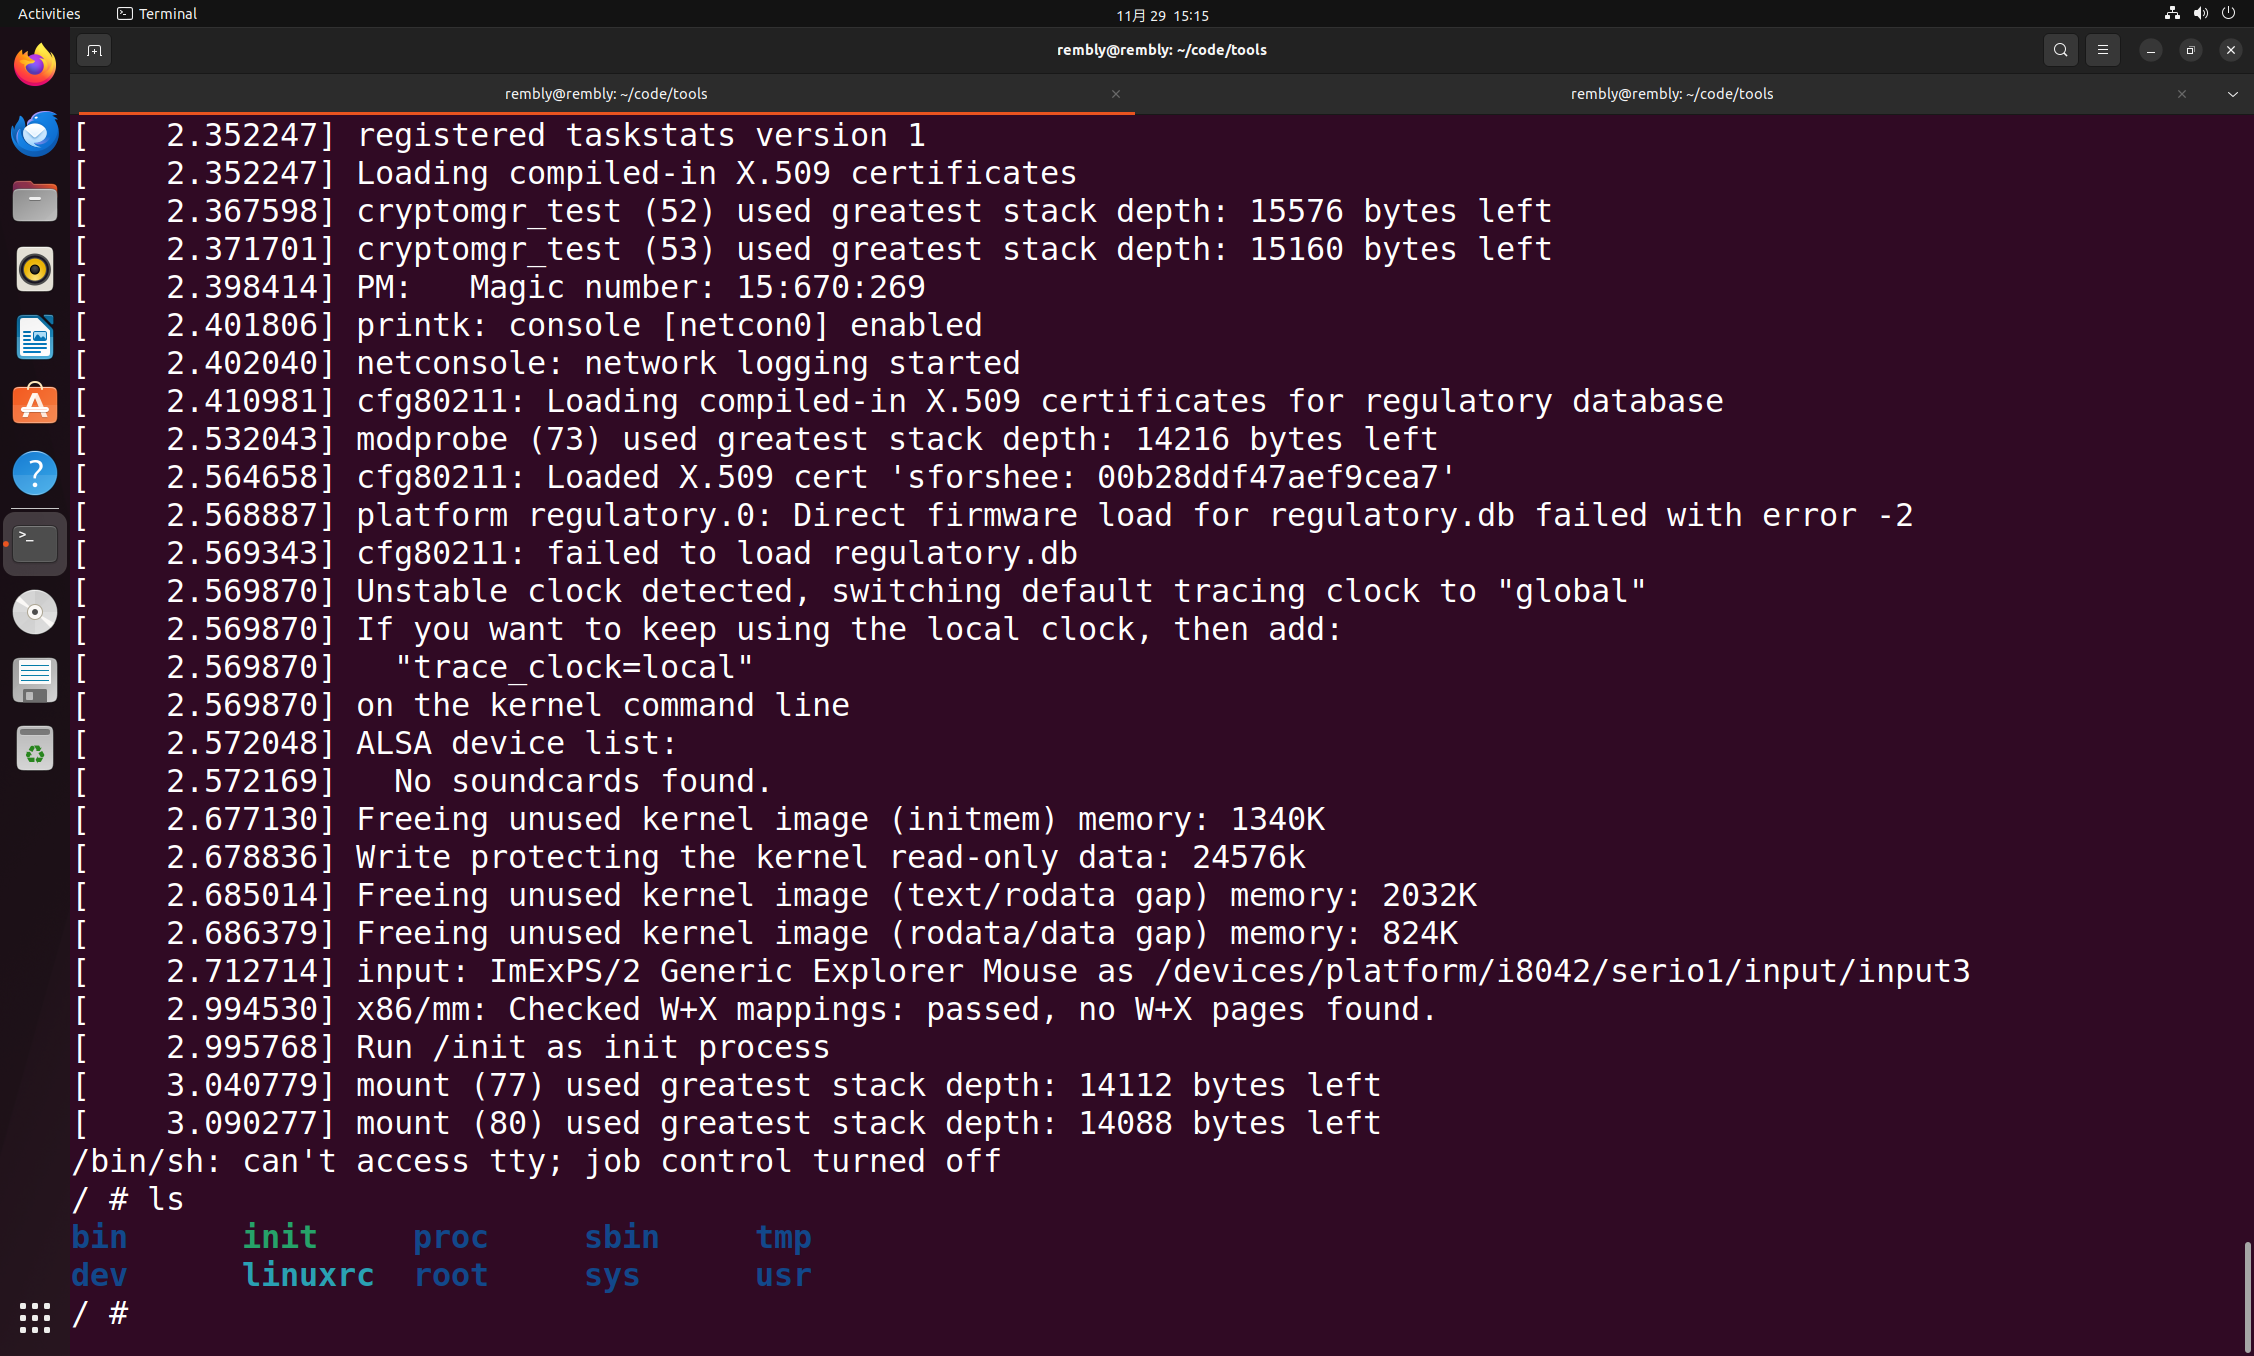 Activities
Terminal
11月 29 15:15
rembly@rembly: ~/code/tools
rembly@rembly: ~/code/tools
rembly@rembly: ~/code/tools
[    2.352247] registered taskstats version 1
[    2.352247] Loading compiled-in X.509 certificates
[    2.367598] cryptomgr_test (52) used greatest stack depth: 15576 bytes left
[    2.371701] cryptomgr_test (53) used greatest stack depth: 15160 bytes left
[    2.398414] PM:   Magic number: 15:670:269
[    2.401806] printk: console [netcon0] enabled
[    2.402040] netconsole: network logging started
[    2.410981] cfg80211: Loading compiled-in X.509 certificates for regulatory database
[    2.532043] modprobe (73) used greatest stack depth: 14216 bytes left
[    2.564658] cfg80211: Loaded X.509 cert 'sforshee: 00b28ddf47aef9cea7'
[    2.568887] platform regulatory.0: Direct firmware load for regulatory.db failed with error -2
[    2.569343] cfg80211: failed to load regulatory.db
[    2.569870] Unstable clock detected, switching default tracing clock to "global"
[    2.569870] If you want to keep using the local clock, then add:
[    2.569870]   "trace_clock=local"
[    2.569870] on the kernel command line
[    2.572048] ALSA device list:
[    2.572169]   No soundcards found.
[    2.677130] Freeing unused kernel image (initmem) memory: 1340K
[    2.678836] Write protecting the kernel read-only data: 24576k
[    2.685014] Freeing unused kernel image (text/rodata gap) memory: 2032K
[    2.686379] Freeing unused kernel image (rodata/data gap) memory: 824K
[    2.712714] input: ImExPS/2 Generic Explorer Mouse as /devices/platform/i8042/serio1/input/input3
[    2.994530] x86/mm: Checked W+X mappings: passed, no W+X pages found.
[    2.995768] Run /init as init process
[    3.040779] mount (77) used greatest stack depth: 14112 bytes left
[    3.090277] mount (80) used greatest stack depth: 14088 bytes left
/bin/sh: can't access tty; job control turned off
/ # ls
bin      init     proc     sbin     tmp
dev      linuxrc  root     sys      usr
/ #